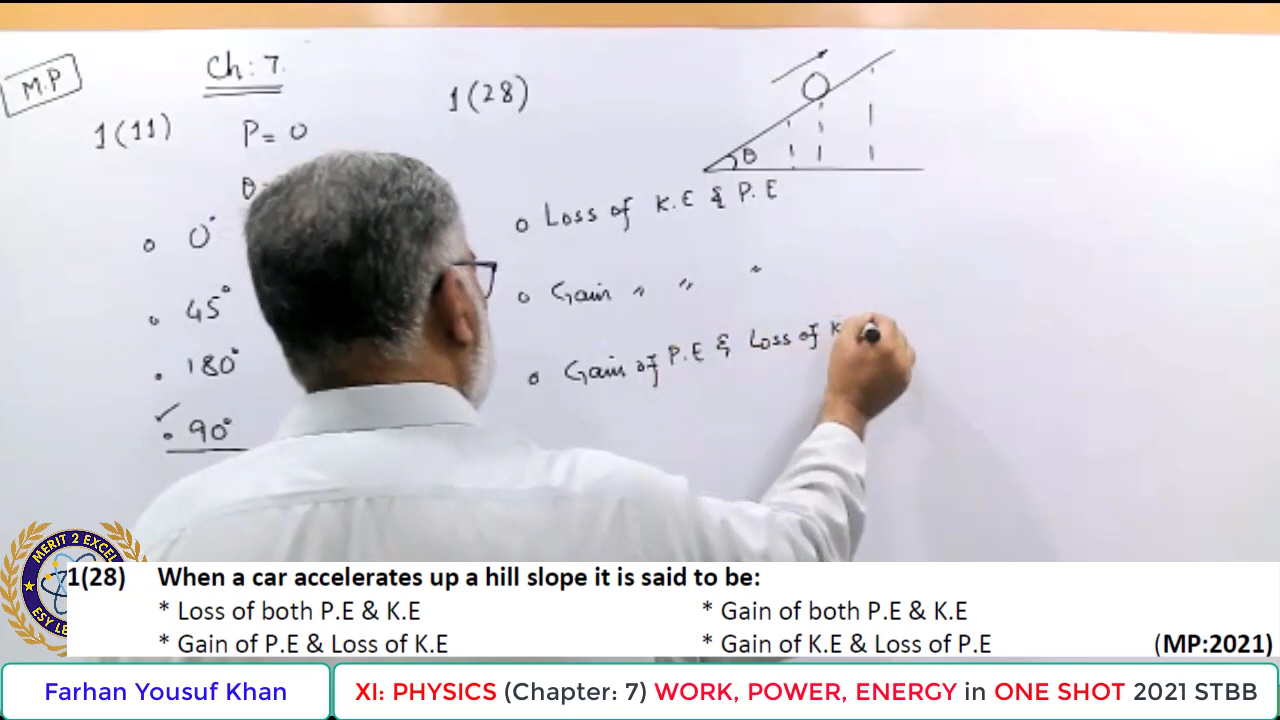 M.P
Ch: 7.
1(11)
P= 0
θ=
0°
45°
180°
90°
1(28)
θ
o Loss of K.E & P.E
o Gain " " "
o Gain of P.E & Loss of K
MERIT 2 EXCEL
1(28) When a car accelerates up a hill slope it is said to be:
* Loss of both P.E & K.E * Gain of both P.E & K.E
* Gain of P.E & Loss of K.E * Gain of K.E & Loss of P.E (MP:2021)
Farhan Yousuf Khan
XI: PHYSICS (Chapter: 7) WORK, POWER, ENERGY in ONE SHOT 2021 STBB